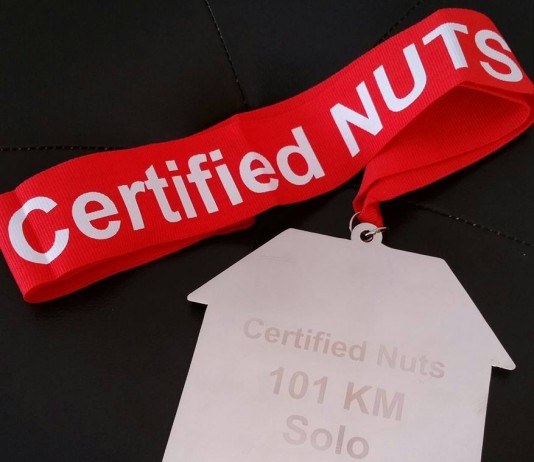 Certified NUTS
Certified Nuts
101 KM
Solo